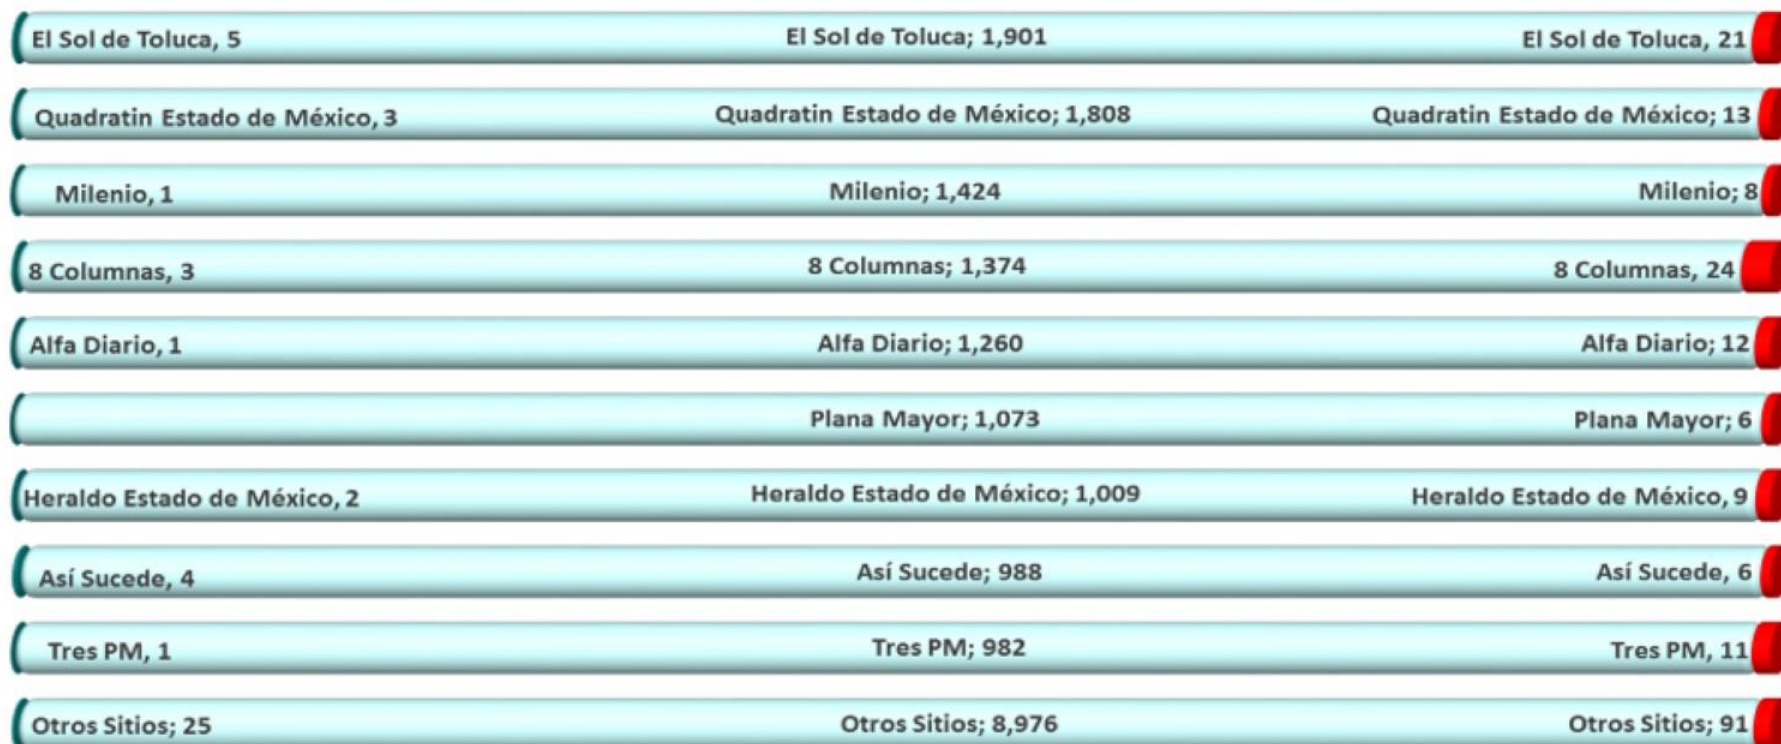 El Sol de Toluca, 5 El Sol de Toluca; 1,901 El Sol de Toluca, 21
Quadratin Estado de México, 3 Quadratin Estado de México; 1,808 Quadratin Estado de México; 13
Milenio, 1 Milenio; 1,424 Milenio; 8
8 Columnas, 3 8 Columnas; 1,374 8 Columnas, 24
Alfa Diario, 1 Alfa Diario; 1,260 Alfa Diario; 12
Plana Mayor; 1,073 Plana Mayor; 6
Heraldo Estado de México, 2 Heraldo Estado de México; 1,009 Heraldo Estado de México, 9
Así Sucede, 4 Así Sucede; 988 Así Sucede, 6
Tres PM, 1 Tres PM; 982 Tres PM, 11
Otros Sitios; 25 Otros Sitios; 8,976 Otros Sitios; 91